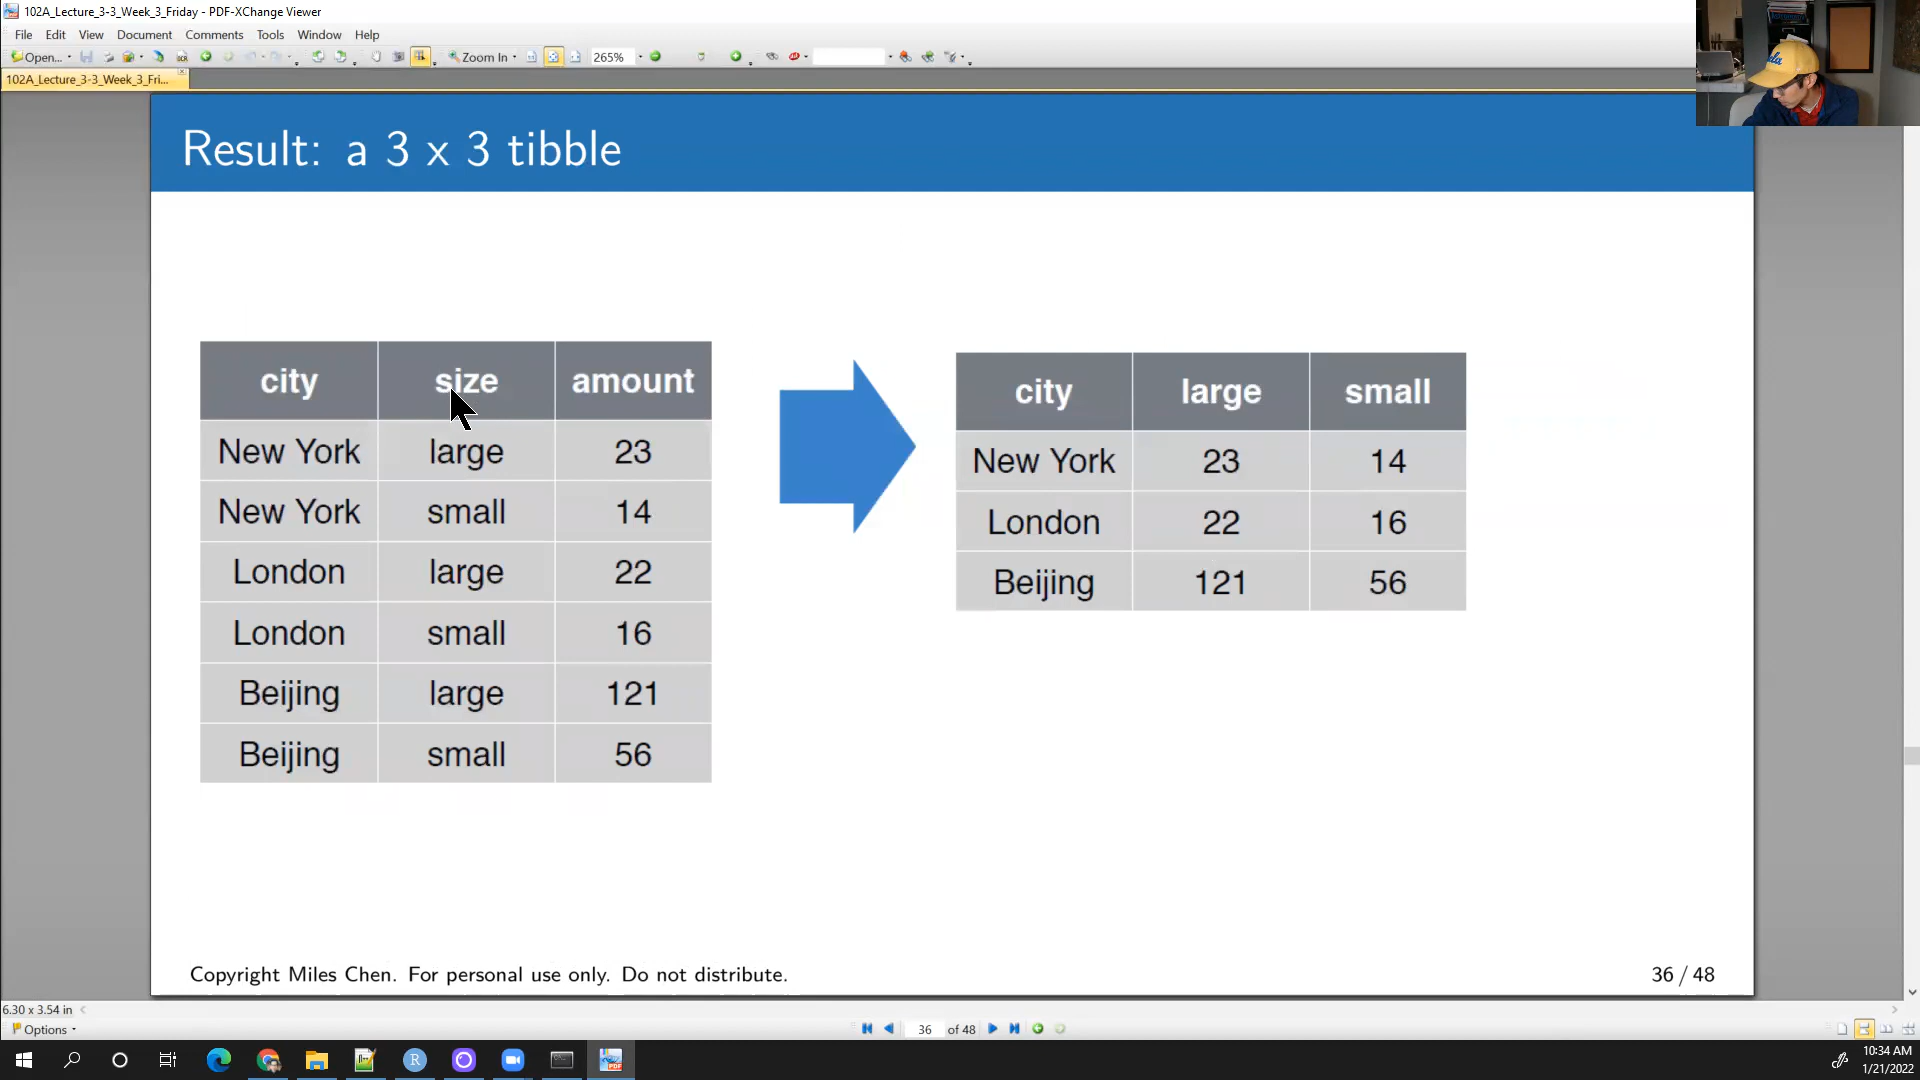 102A_Lecture_3-3_Week_3_Friday - PDF-XChange Viewer
File Edit View Document Comments Tools Window Help
Open... Zoom In 265%
102A_Lecture_3-3_Week_3_Fri...
Result: a 3 x 3 tibble
city size amount
New York large 23
New York small 14
London large 22
London small 16
Beijing large 121
Beijing small 56
city large small
New York 23 14
London 22 16
Beijing 121 56
Copyright Miles Chen. For personal use only. Do not distribute.
36 / 48
6.30 x 3.54 in
Options
36 of 48
10:34 AM
1/21/2022